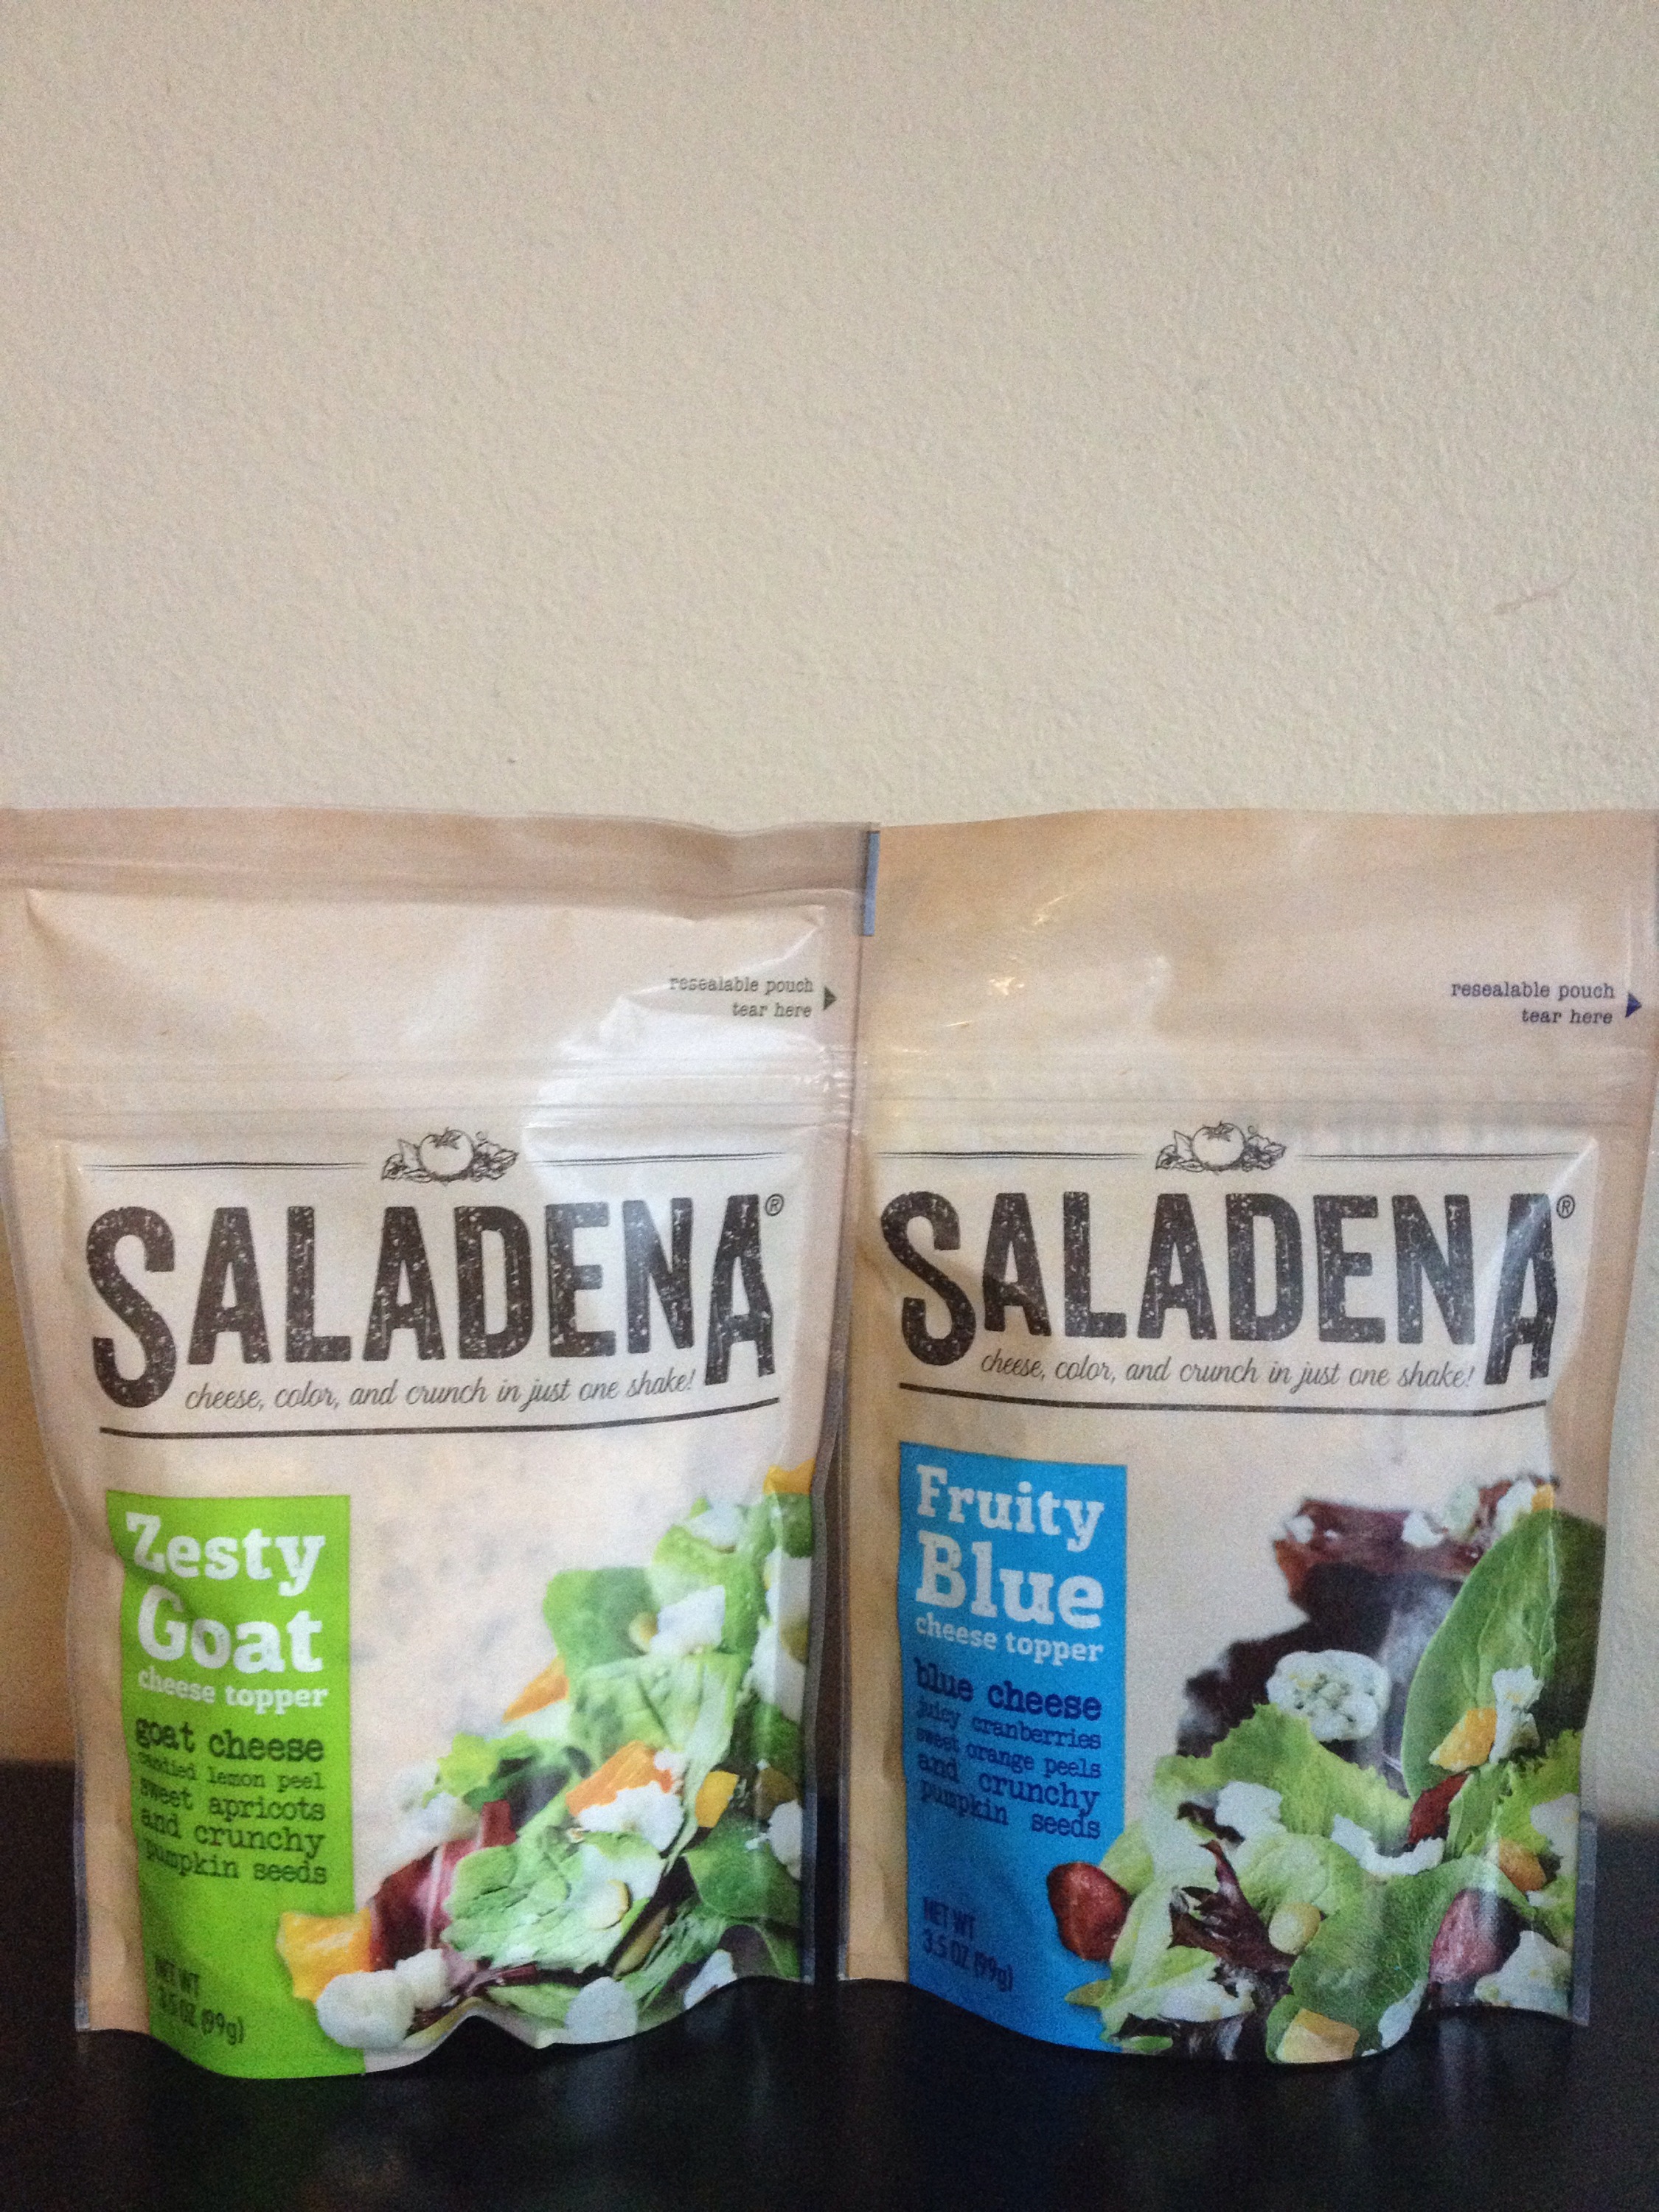 resealable pouch
tear here
SALADENA®
cheese, color, and crunch in just one shake!
Zesty
Goat
cheese topper
goat cheese
candied lemon peel
sweet apricots
and crunchy
pumpkin seeds
NET WT
3.5 OZ (99g)
resealable pouch
tear here
SALADENA®
cheese, color, and crunch in just one shake!
Fruity
Blue
cheese topper
blue cheese
juicy cranberries
sweet orange peels
and crunchy
pumpkin seeds
NET WT
3.5 OZ (99g)